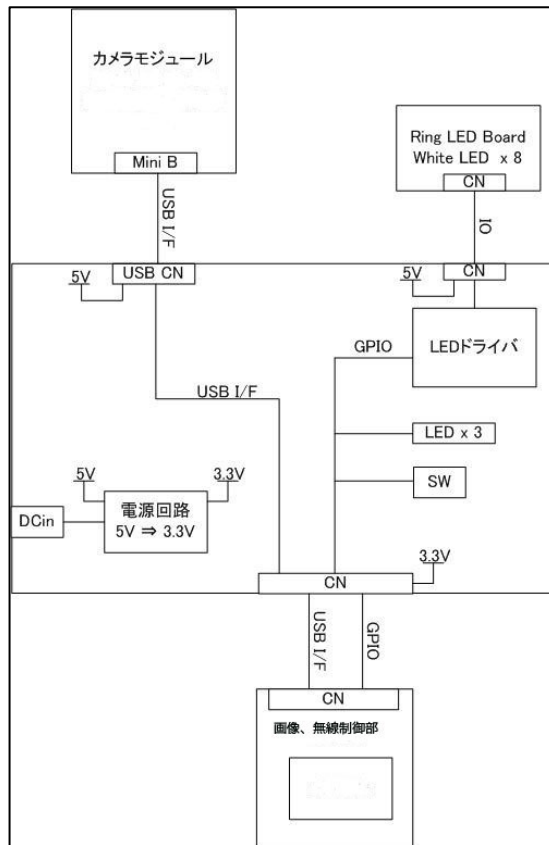 カメラモジュール
Mini B
USB I/F
Ring LED Board
White LED x 8
CN
IO
5V
USB CN
5V
CN
LEDドライバ
GPIO
USB I/F
LED x 3
SW
5V
3.3V
電源回路
5V ⇒ 3.3V
DCin
CN
3.3V
USB I/F
GPIO
CN
画像、無線制御部